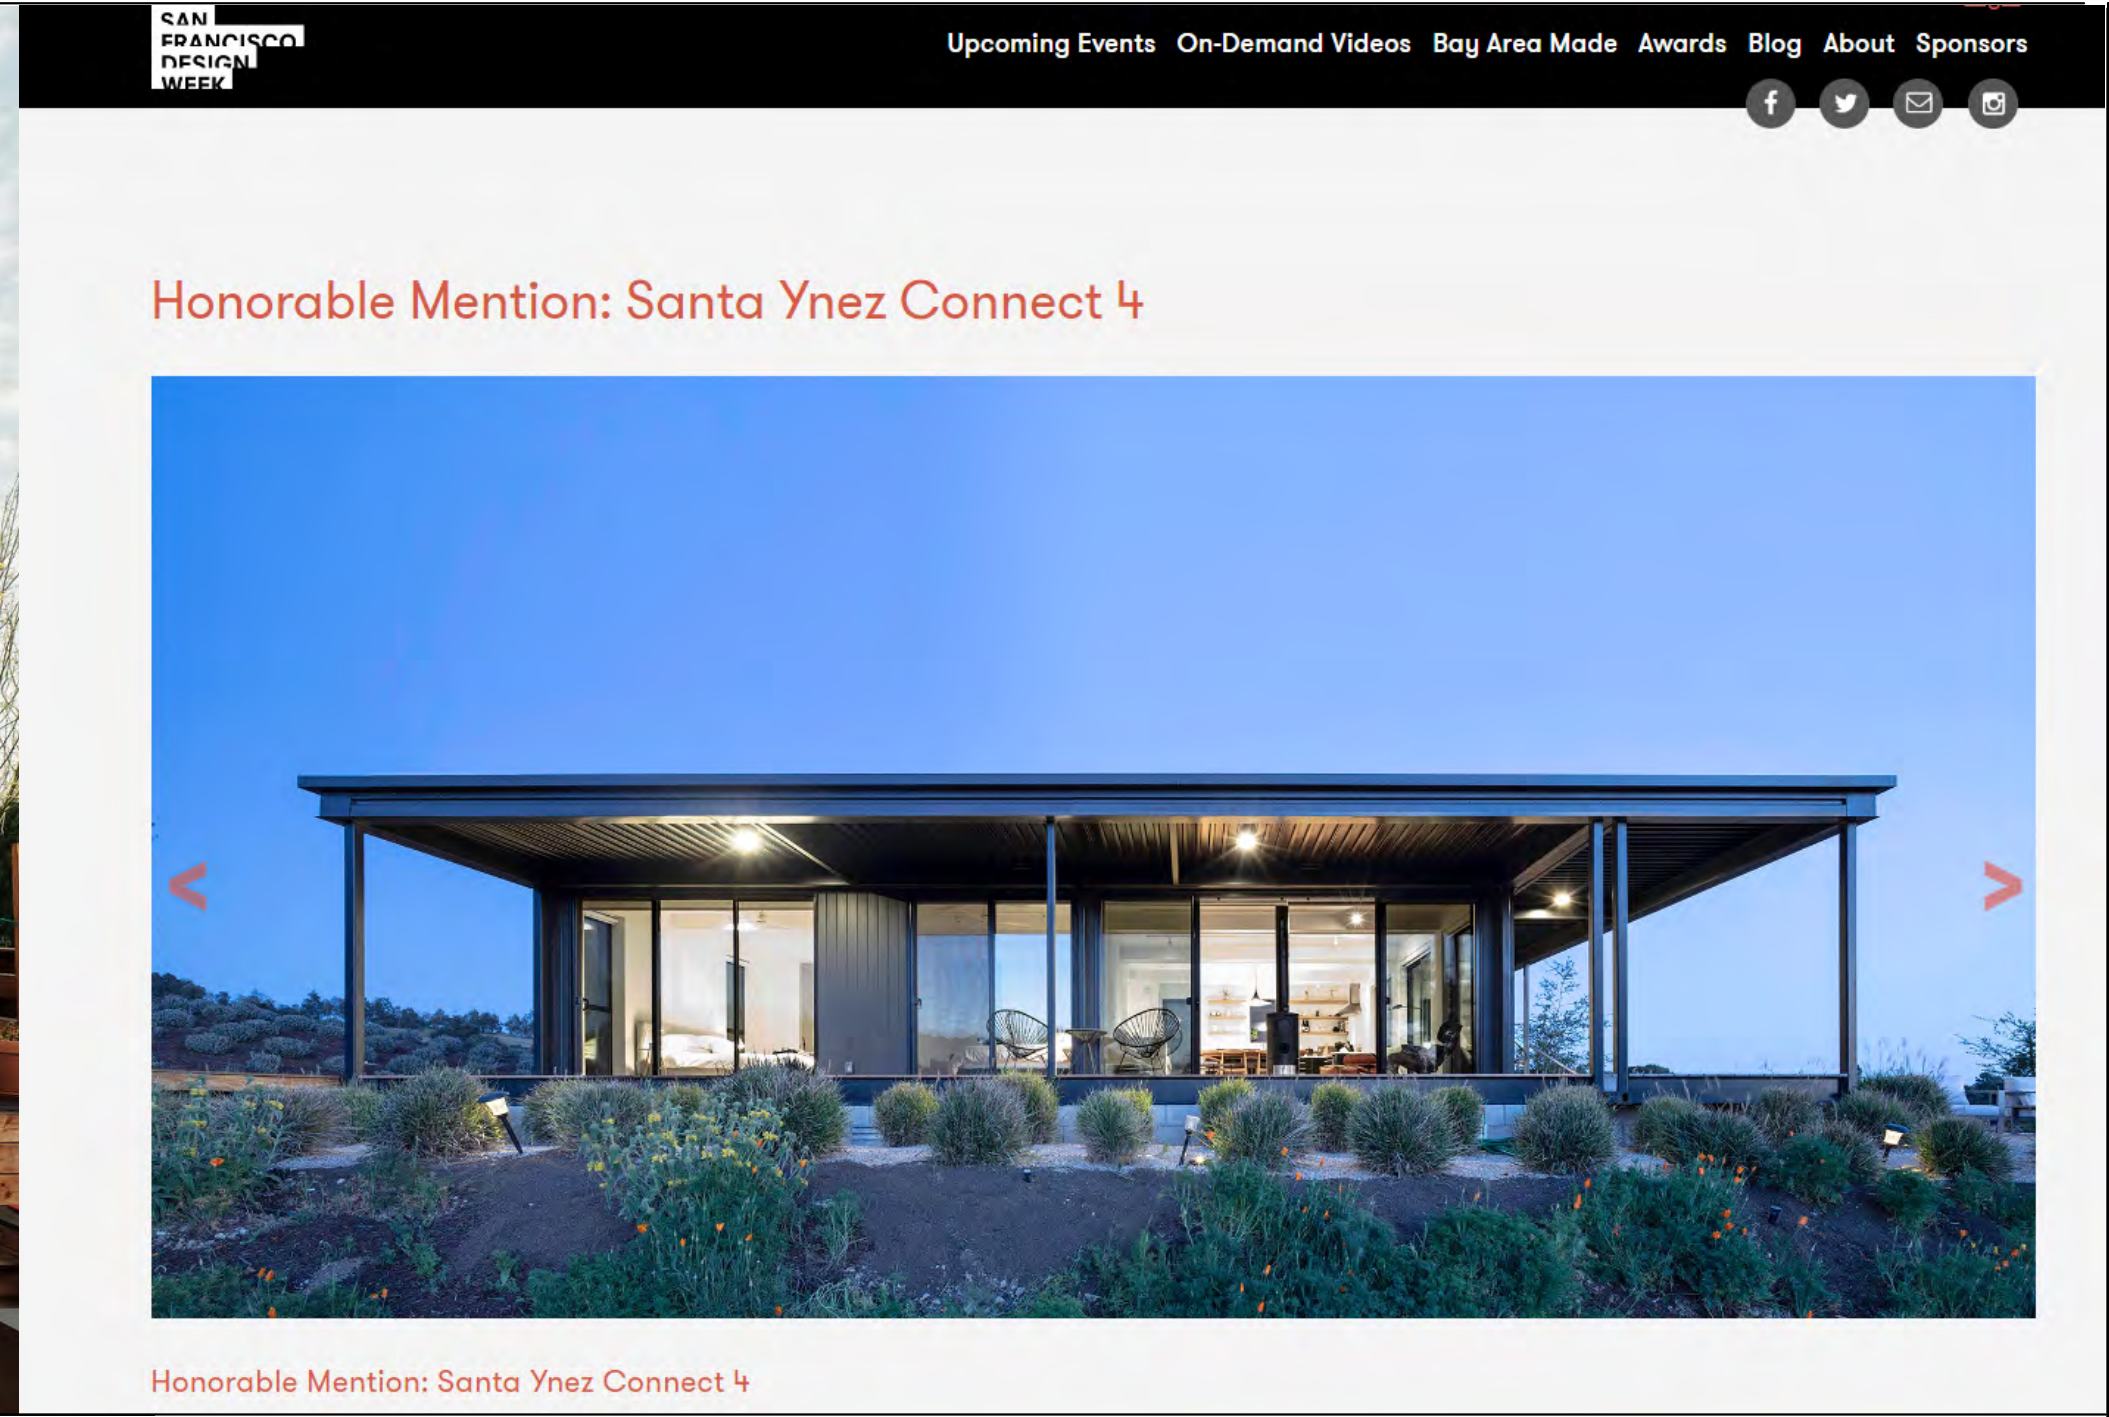 SAN
FRANCISCO
DESIGN
WEEK
Upcoming Events On-Demand Videos Bay Area Made Awards Blog About Sponsors
Honorable Mention: Santa Ynez Connect 4
< >
Honorable Mention: Santa Ynez Connect 4